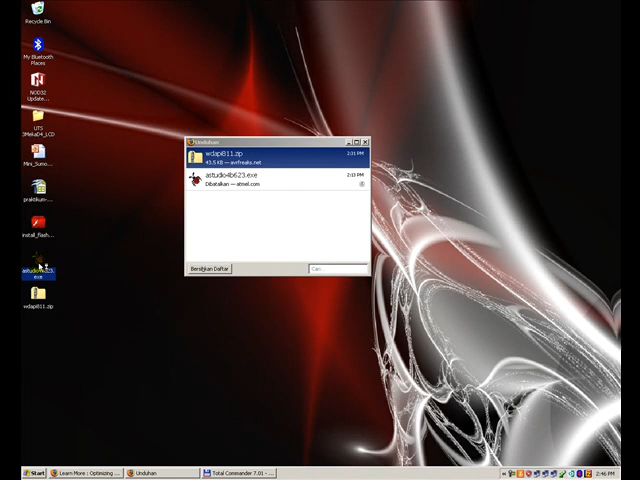 Recycle Bin
My Bluetooth
Places
NOD32
Update...
UTS
Mini_Sumo...
praktikum-...
install_flash...
exe
wdapi811.zip
Unduhan
wdapi811.zip
2:21 PM
43.5 KB — avrfreaks.net
astudio4b623.exe
2:13 PM
Dibatalkan — atmel.com
Bersihkan Daftar
Cari...
Start
Learn More : Optimizing ...
Unduhan
Total Commander 7.01 - ...
2:46 PM